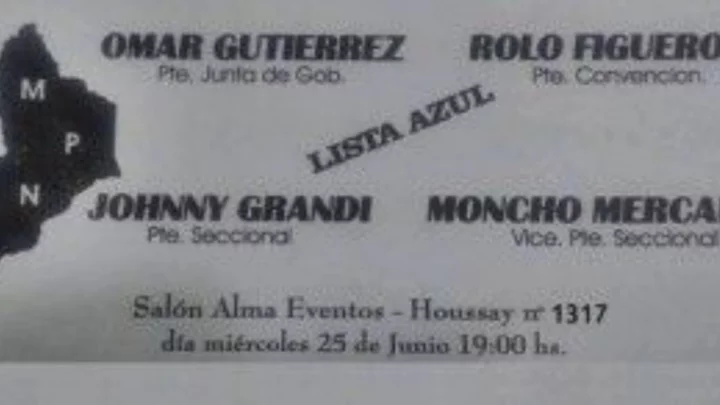 M
P
N
OMAR GUTIERREZ
Pte. Junta de Gob.
ROLO FIGUERO
Pte. Convencion.
LISTA AZUL
JOHNNY GRANDI
Pte. Seccional
MONCHO MERCA
Vice. Pte. Seccional
Salón Alma Eventos - Houssay nº 1317
día miércoles 25 de Junio 19:00 hs.